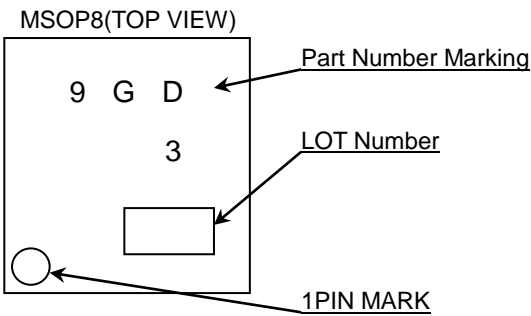 MSOP8(TOP VIEW)
Part Number Marking
9 G D
LOT Number
3
1PIN MARK